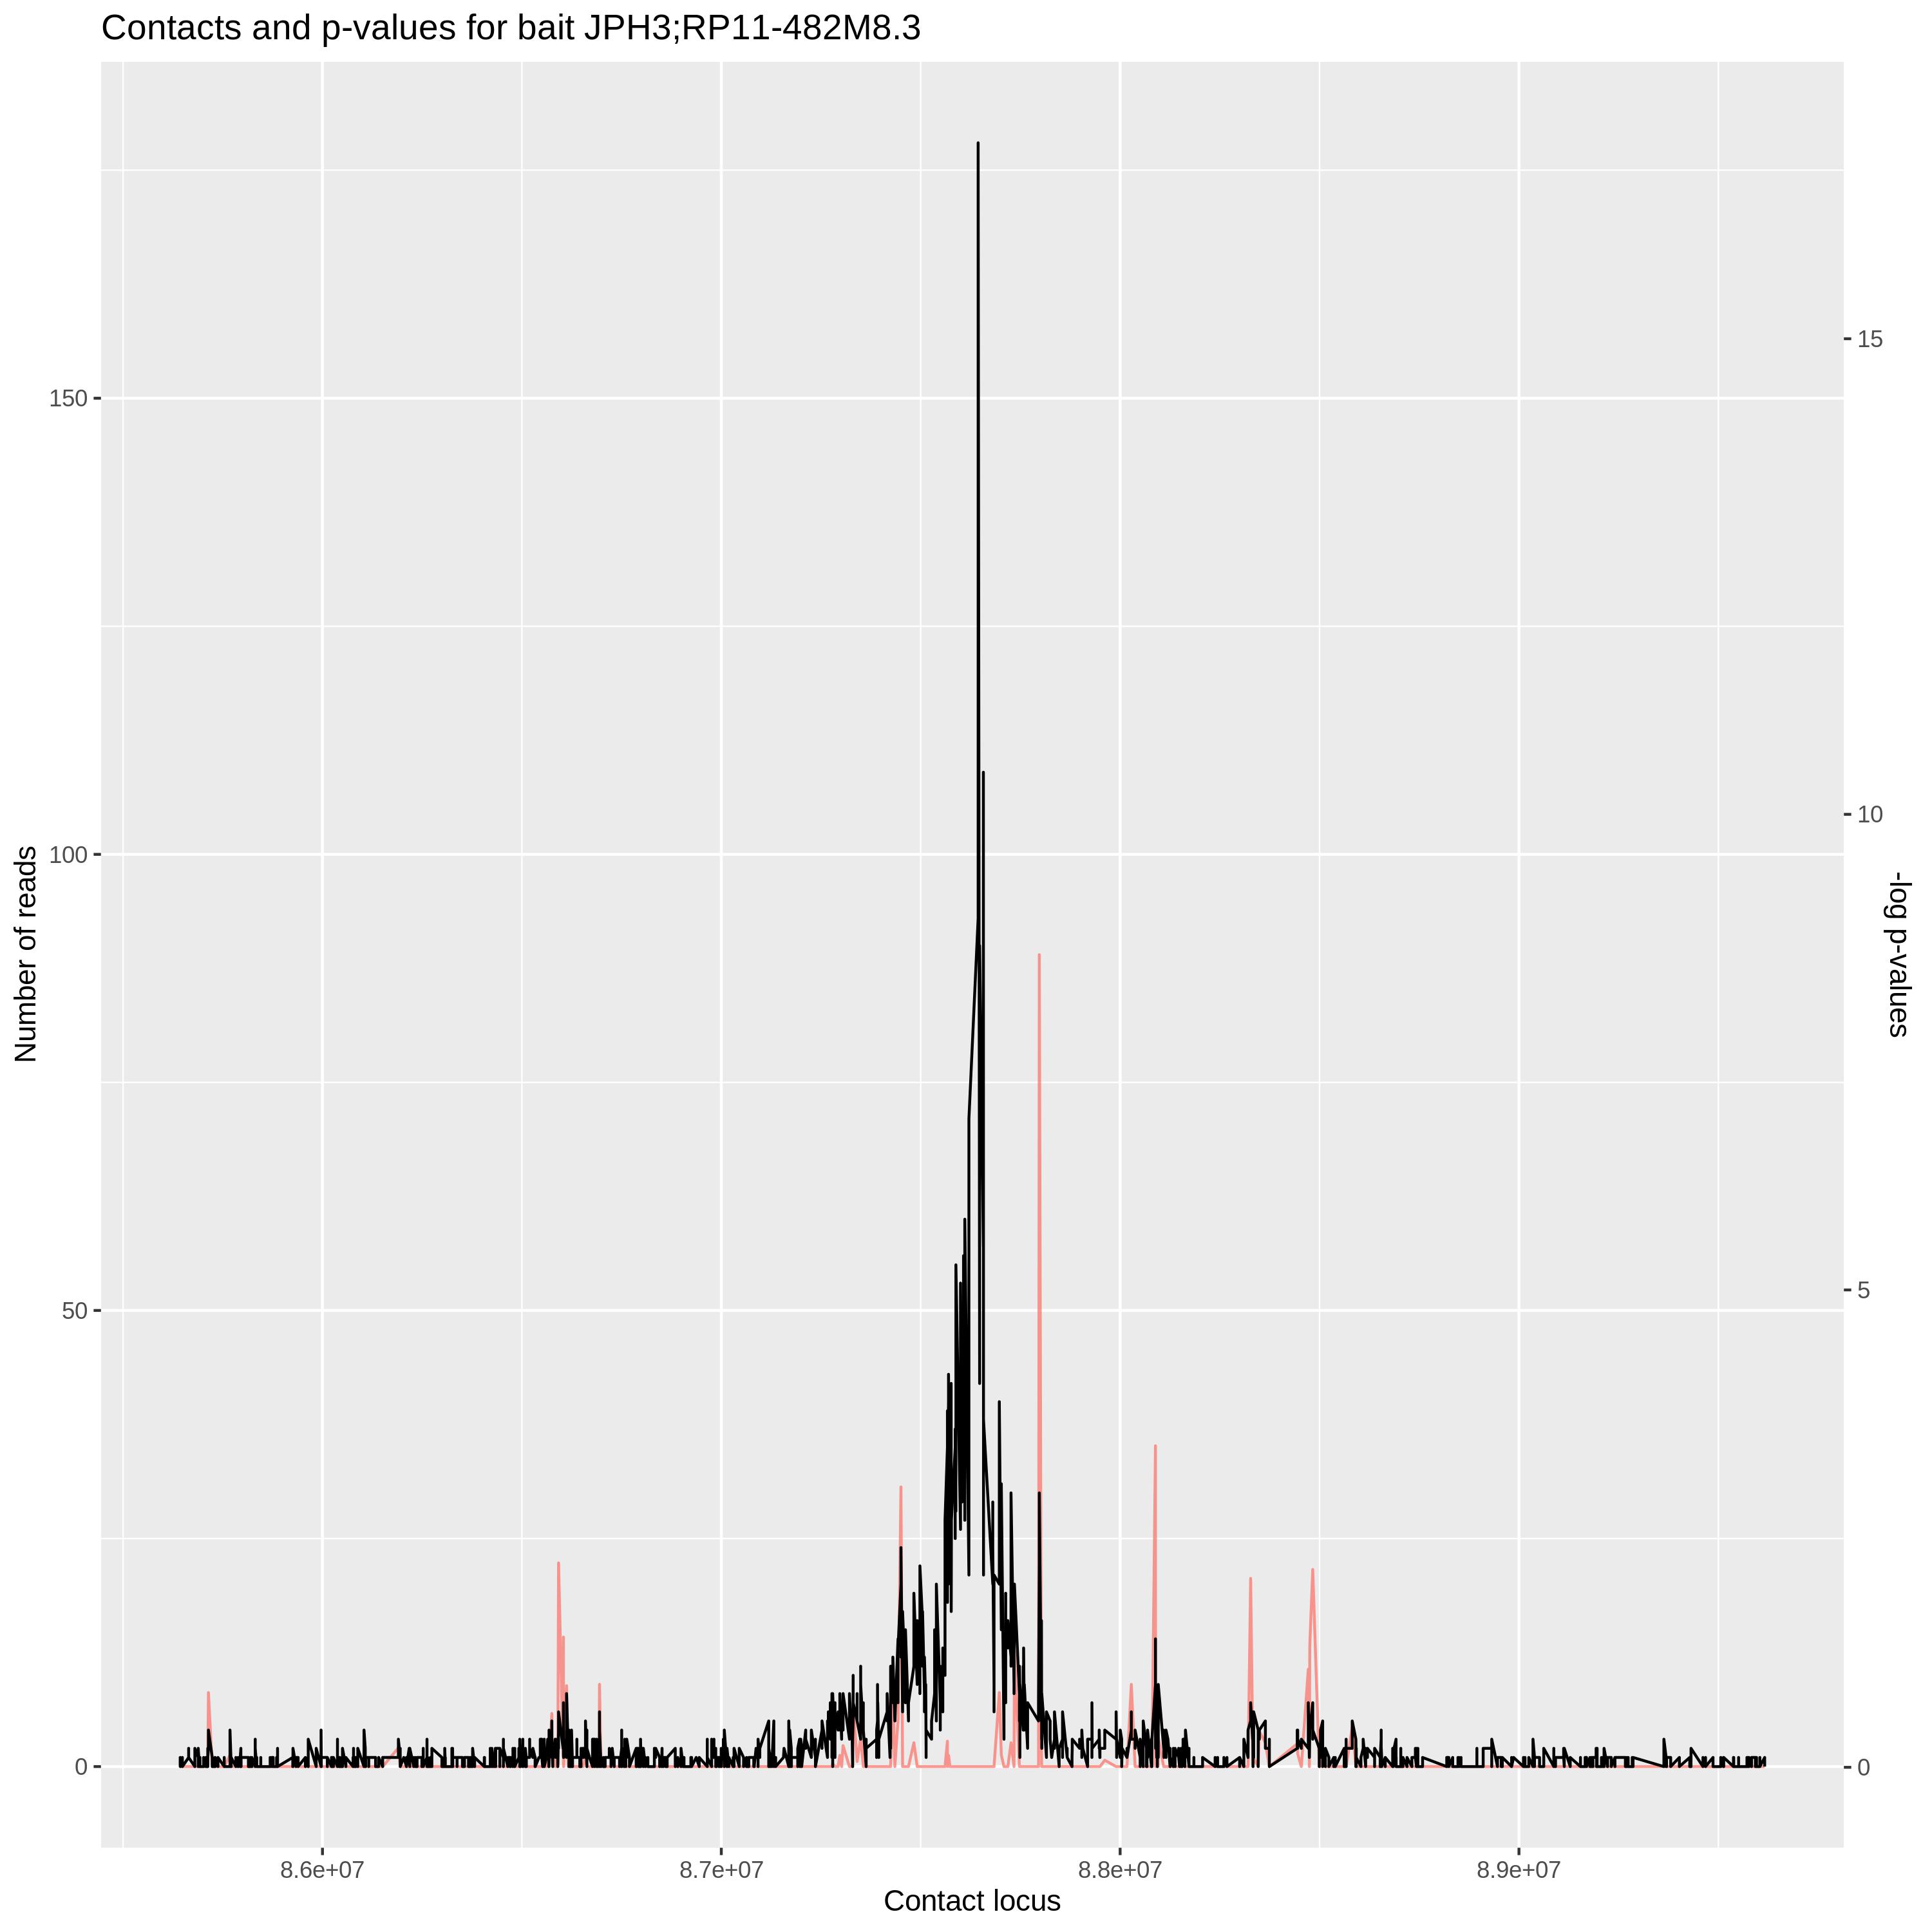 Contacts and p-values for bait JPH3;RP11-482M8.3
Number of reads
150
100
50
0
15
10
5
0
-log p-values
8.6e+07
8.7e+07
8.8e+07
8.9e+07
Contact locus